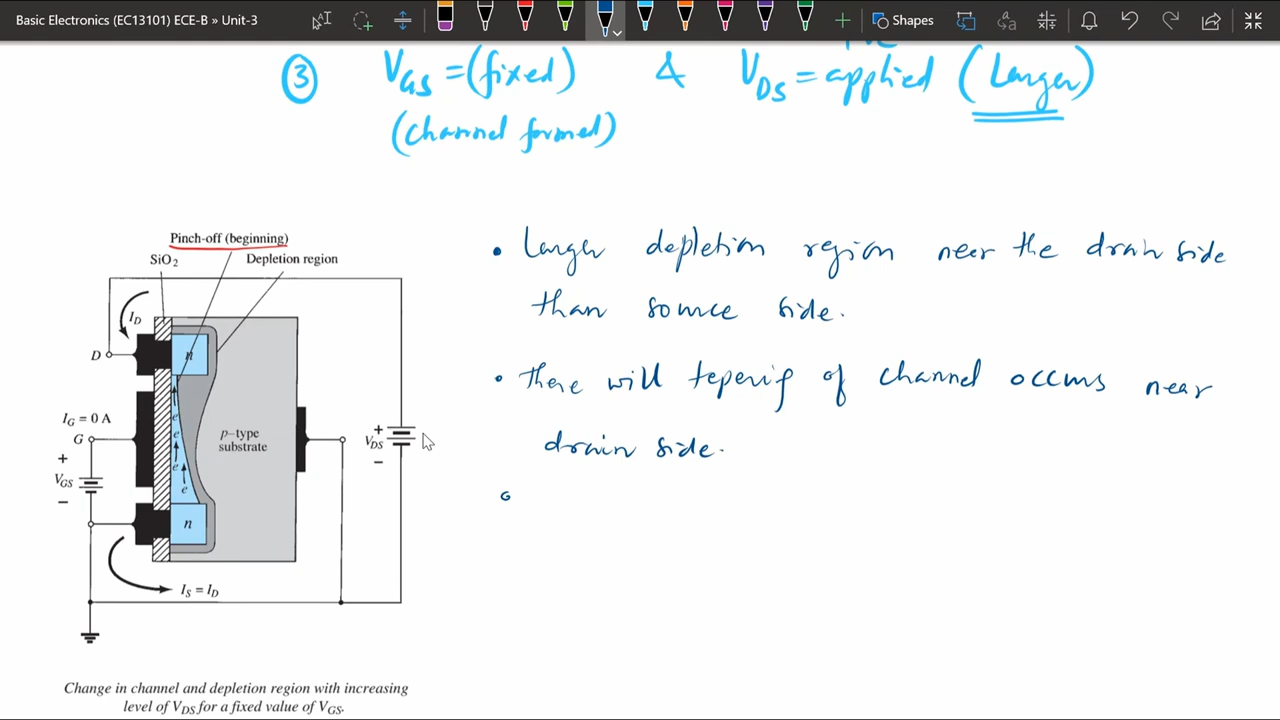 Basic Electronics (EC13101) ECE-B » Unit-3
Shapes
③ VGS = (fixed) & VDS = applied (Larger)
(channel formed)
Pinch-off (beginning)
SiO2
Depletion region
ID
D
n
IG = 0 A
G
+
VGS
−
e
e
e
e
p-type
substrate
+
VDS
−
n
IS = ID
Change in channel and depletion region with increasing
level of VDS for a fixed value of VGS.
• Larger depletion region near the drain side
than source side.
• There will tepering of channel occurs near
drain side.